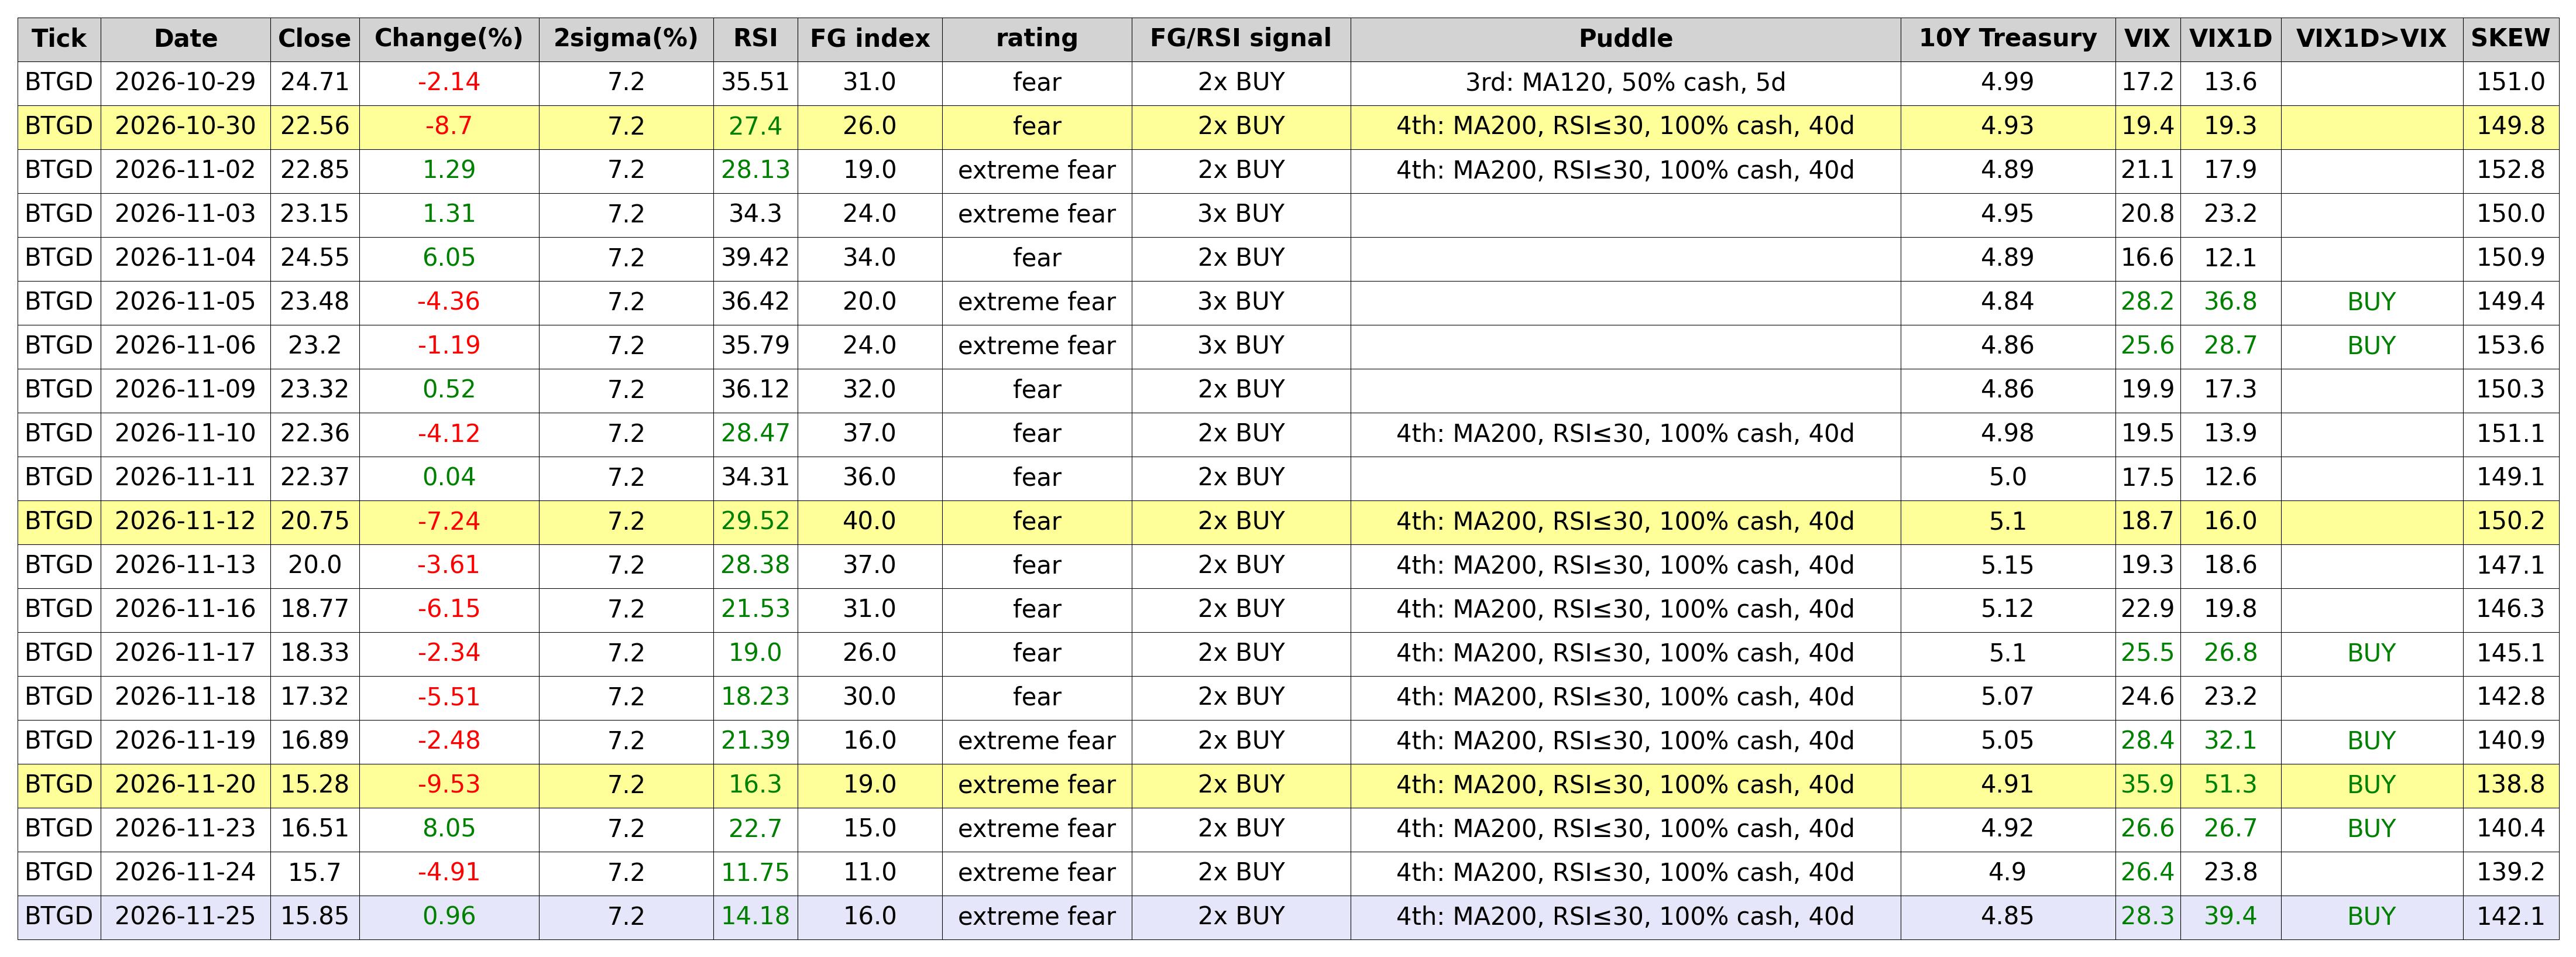 Tick Date Close Change(%) 2sigma(%) RSI FG index rating FG/RSI signal Puddle 10Y Treasury VIX VIX1D VIX1D>VIX SKEW
BTGD 2026-10-29 24.71 -2.14 7.2 35.51 31.0 fear 2x BUY 3rd: MA120, 50% cash, 5d 4.99 17.2 13.6 151.0
BTGD 2026-10-30 22.56 -8.7 7.2 27.4 26.0 fear 2x BUY 4th: MA200, RSI≤30, 100% cash, 40d 4.93 19.4 19.3 149.8
BTGD 2026-11-02 22.85 1.29 7.2 28.13 19.0 extreme fear 2x BUY 4th: MA200, RSI≤30, 100% cash, 40d 4.89 21.1 17.9 152.8
BTGD 2026-11-03 23.15 1.31 7.2 34.3 24.0 extreme fear 3x BUY 4.95 20.8 23.2 150.0
BTGD 2026-11-04 24.55 6.05 7.2 39.42 34.0 fear 2x BUY 4.89 16.6 12.1 150.9
BTGD 2026-11-05 23.48 -4.36 7.2 36.42 20.0 extreme fear 3x BUY 4.84 28.2 36.8 BUY 149.4
BTGD 2026-11-06 23.2 -1.19 7.2 35.79 24.0 extreme fear 3x BUY 4.86 25.6 28.7 BUY 153.6
BTGD 2026-11-09 23.32 0.52 7.2 36.12 32.0 fear 2x BUY 4.86 19.9 17.3 150.3
BTGD 2026-11-10 22.36 -4.12 7.2 28.47 37.0 fear 2x BUY 4th: MA200, RSI≤30, 100% cash, 40d 4.98 19.5 13.9 151.1
BTGD 2026-11-11 22.37 0.04 7.2 34.31 36.0 fear 2x BUY 5.0 17.5 12.6 149.1
BTGD 2026-11-12 20.75 -7.24 7.2 29.52 40.0 fear 2x BUY 4th: MA200, RSI≤30, 100% cash, 40d 5.1 18.7 16.0 150.2
BTGD 2026-11-13 20.0 -3.61 7.2 28.38 37.0 fear 2x BUY 4th: MA200, RSI≤30, 100% cash, 40d 5.15 19.3 18.6 147.1
BTGD 2026-11-16 18.77 -6.15 7.2 21.53 31.0 fear 2x BUY 4th: MA200, RSI≤30, 100% cash, 40d 5.12 22.9 19.8 146.3
BTGD 2026-11-17 18.33 -2.34 7.2 19.0 26.0 fear 2x BUY 4th: MA200, RSI≤30, 100% cash, 40d 5.1 25.5 26.8 BUY 145.1
BTGD 2026-11-18 17.32 -5.51 7.2 18.23 30.0 fear 2x BUY 4th: MA200, RSI≤30, 100% cash, 40d 5.07 24.6 23.2 142.8
BTGD 2026-11-19 16.89 -2.48 7.2 21.39 16.0 extreme fear 2x BUY 4th: MA200, RSI≤30, 100% cash, 40d 5.05 28.4 32.1 BUY 140.9
BTGD 2026-11-20 15.28 -9.53 7.2 16.3 19.0 extreme fear 2x BUY 4th: MA200, RSI≤30, 100% cash, 40d 4.91 35.9 51.3 BUY 138.8
BTGD 2026-11-23 16.51 8.05 7.2 22.7 15.0 extreme fear 2x BUY 4th: MA200, RSI≤30, 100% cash, 40d 4.92 26.6 26.7 BUY 140.4
BTGD 2026-11-24 15.7 -4.91 7.2 11.75 11.0 extreme fear 2x BUY 4th: MA200, RSI≤30, 100% cash, 40d 4.9 26.4 23.8 139.2
BTGD 2026-11-25 15.85 0.96 7.2 14.18 16.0 extreme fear 2x BUY 4th: MA200, RSI≤30, 100% cash, 40d 4.85 28.3 39.4 BUY 142.1